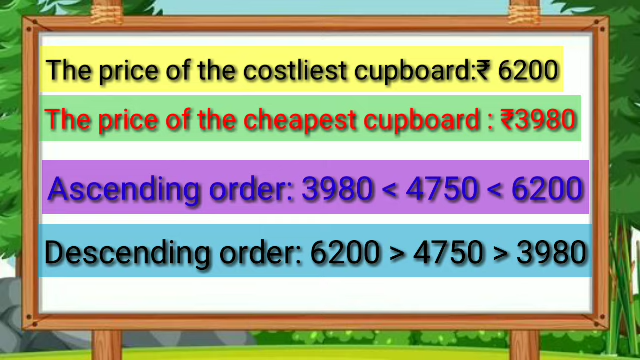 The price of the costliest cupboard:₹ 6200
The price of the cheapest cupboard : ₹3980
Ascending order: 3980 < 4750 < 6200
Descending order: 6200 > 4750 > 3980